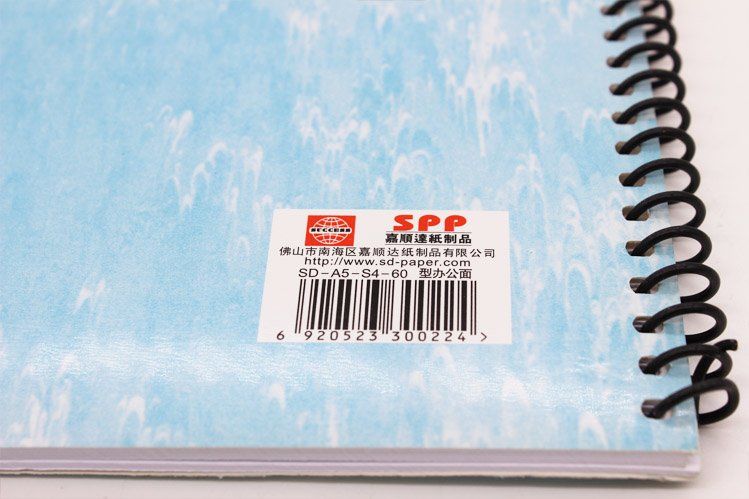 SUCCESS
SPP
嘉順達紙制品
佛山市南海区嘉顺达纸制品有限公司
http://www.sd-paper.com
SD-A5-S4-60 型办公面
6 920523 300224 >